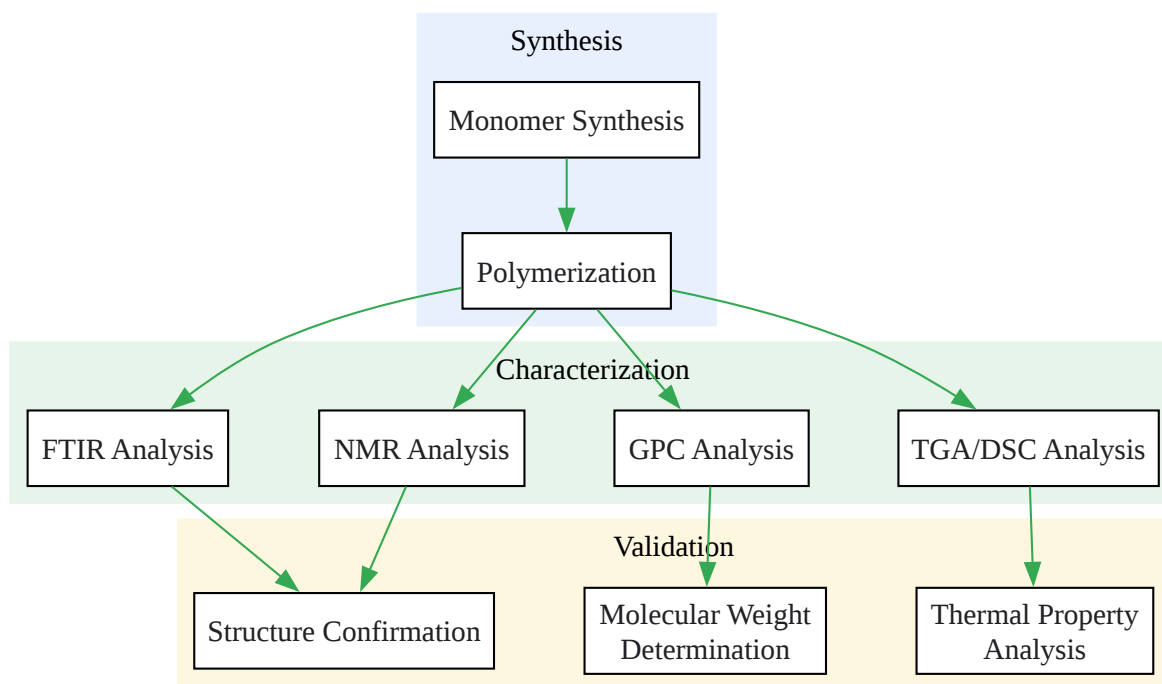 Synthesis
Monomer Synthesis
Polymerization
Characterization
FTIR Analysis
NMR Analysis
GPC Analysis
TGA/DSC Analysis
Validation
Structure Confirmation
Molecular Weight
Determination
Thermal Property
Analysis